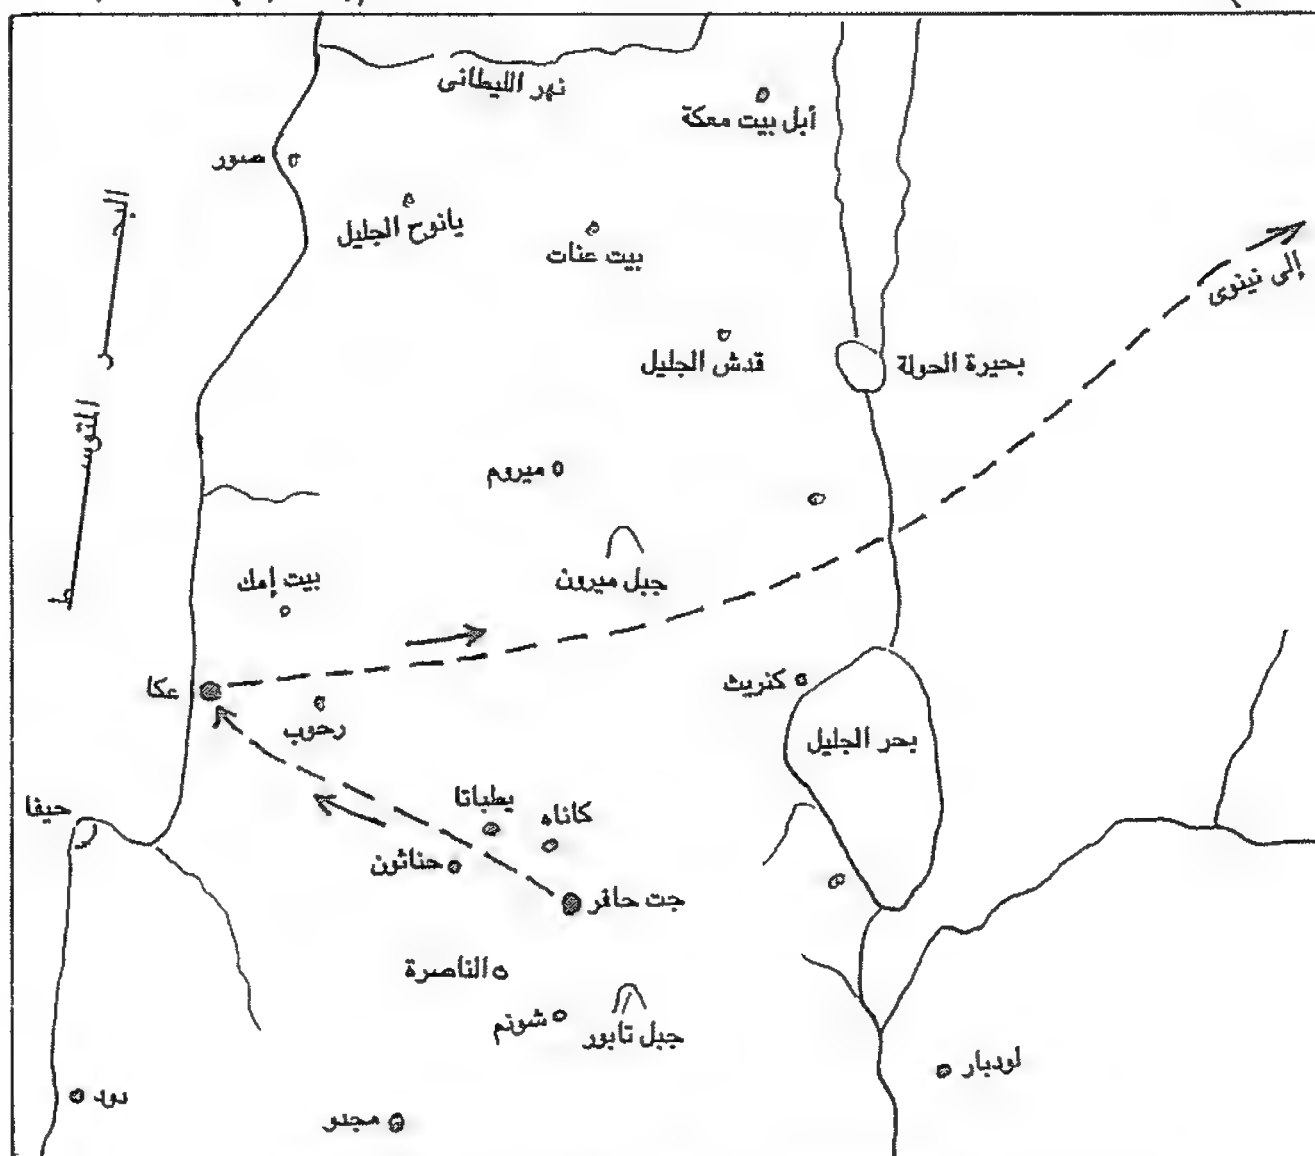 نهر الليطانى
أبل بيت معكة
صور
يانوح الجليل
بيت عنات
البحر المتوسط
إلى نينوى
قدش الجليل
بحيرة الحولة
ميروم
جبل ميرون
بيت إمك
عكا
كنريث
رحوب
بحر الجليل
يطباتا
كاناه
حيفا
حناثون
جت حافر
الناصرة
شونم
جبل تابور
لودبار
دود
مجدو